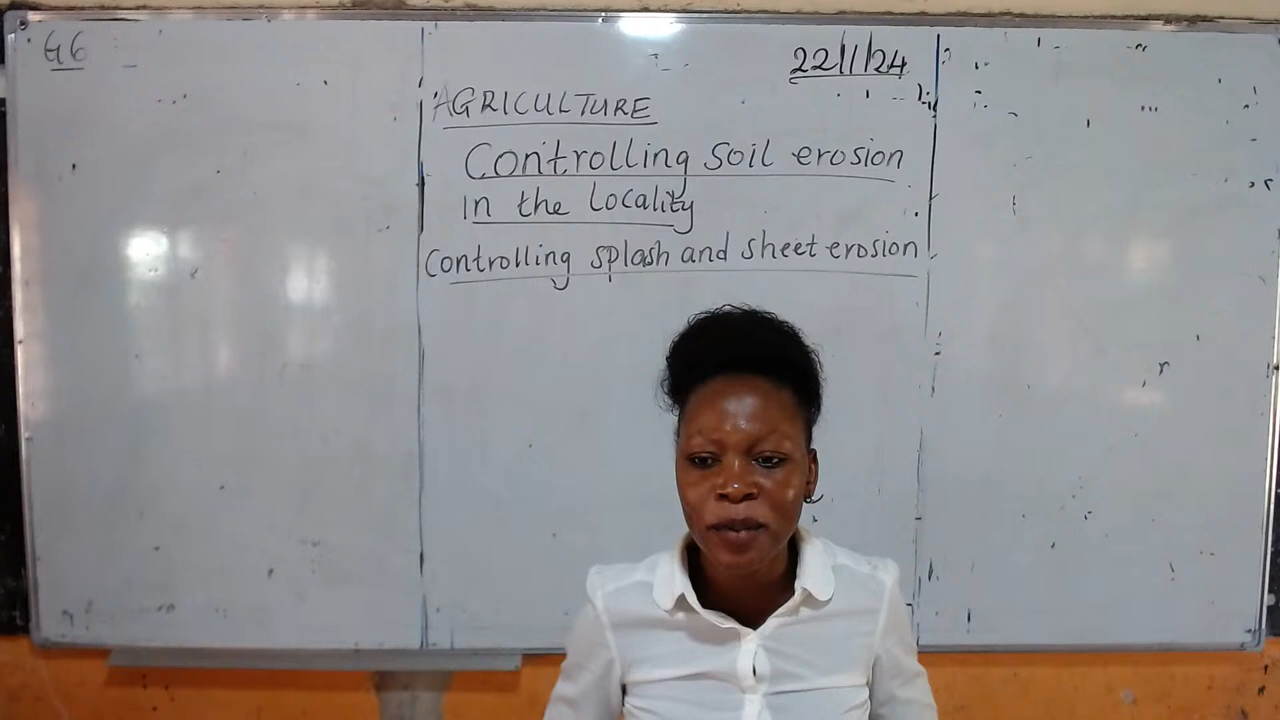 G6
22/1/24
AGRICULTURE
Controlling soil erosion
in the locality
Controlling splash and sheet erosion